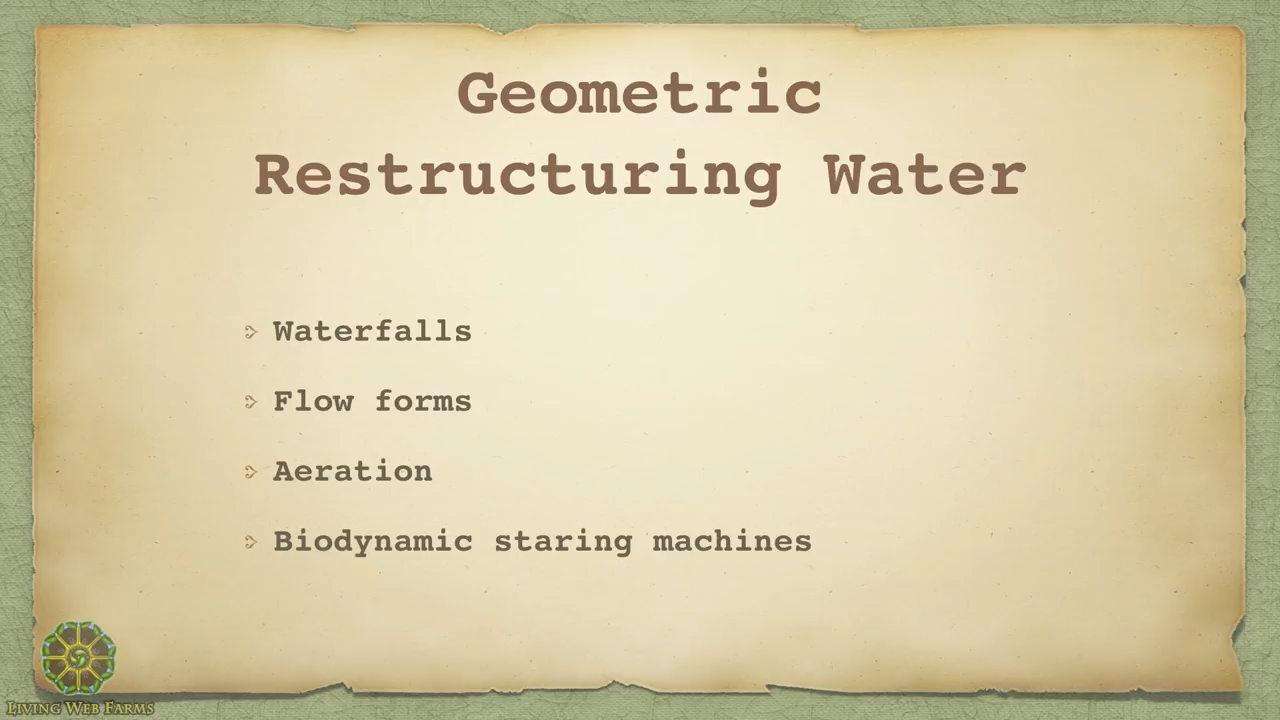 Geometric
Restructuring Water
Waterfalls
Flow forms
Aeration
Biodynamic staring machines
Living Web Farms